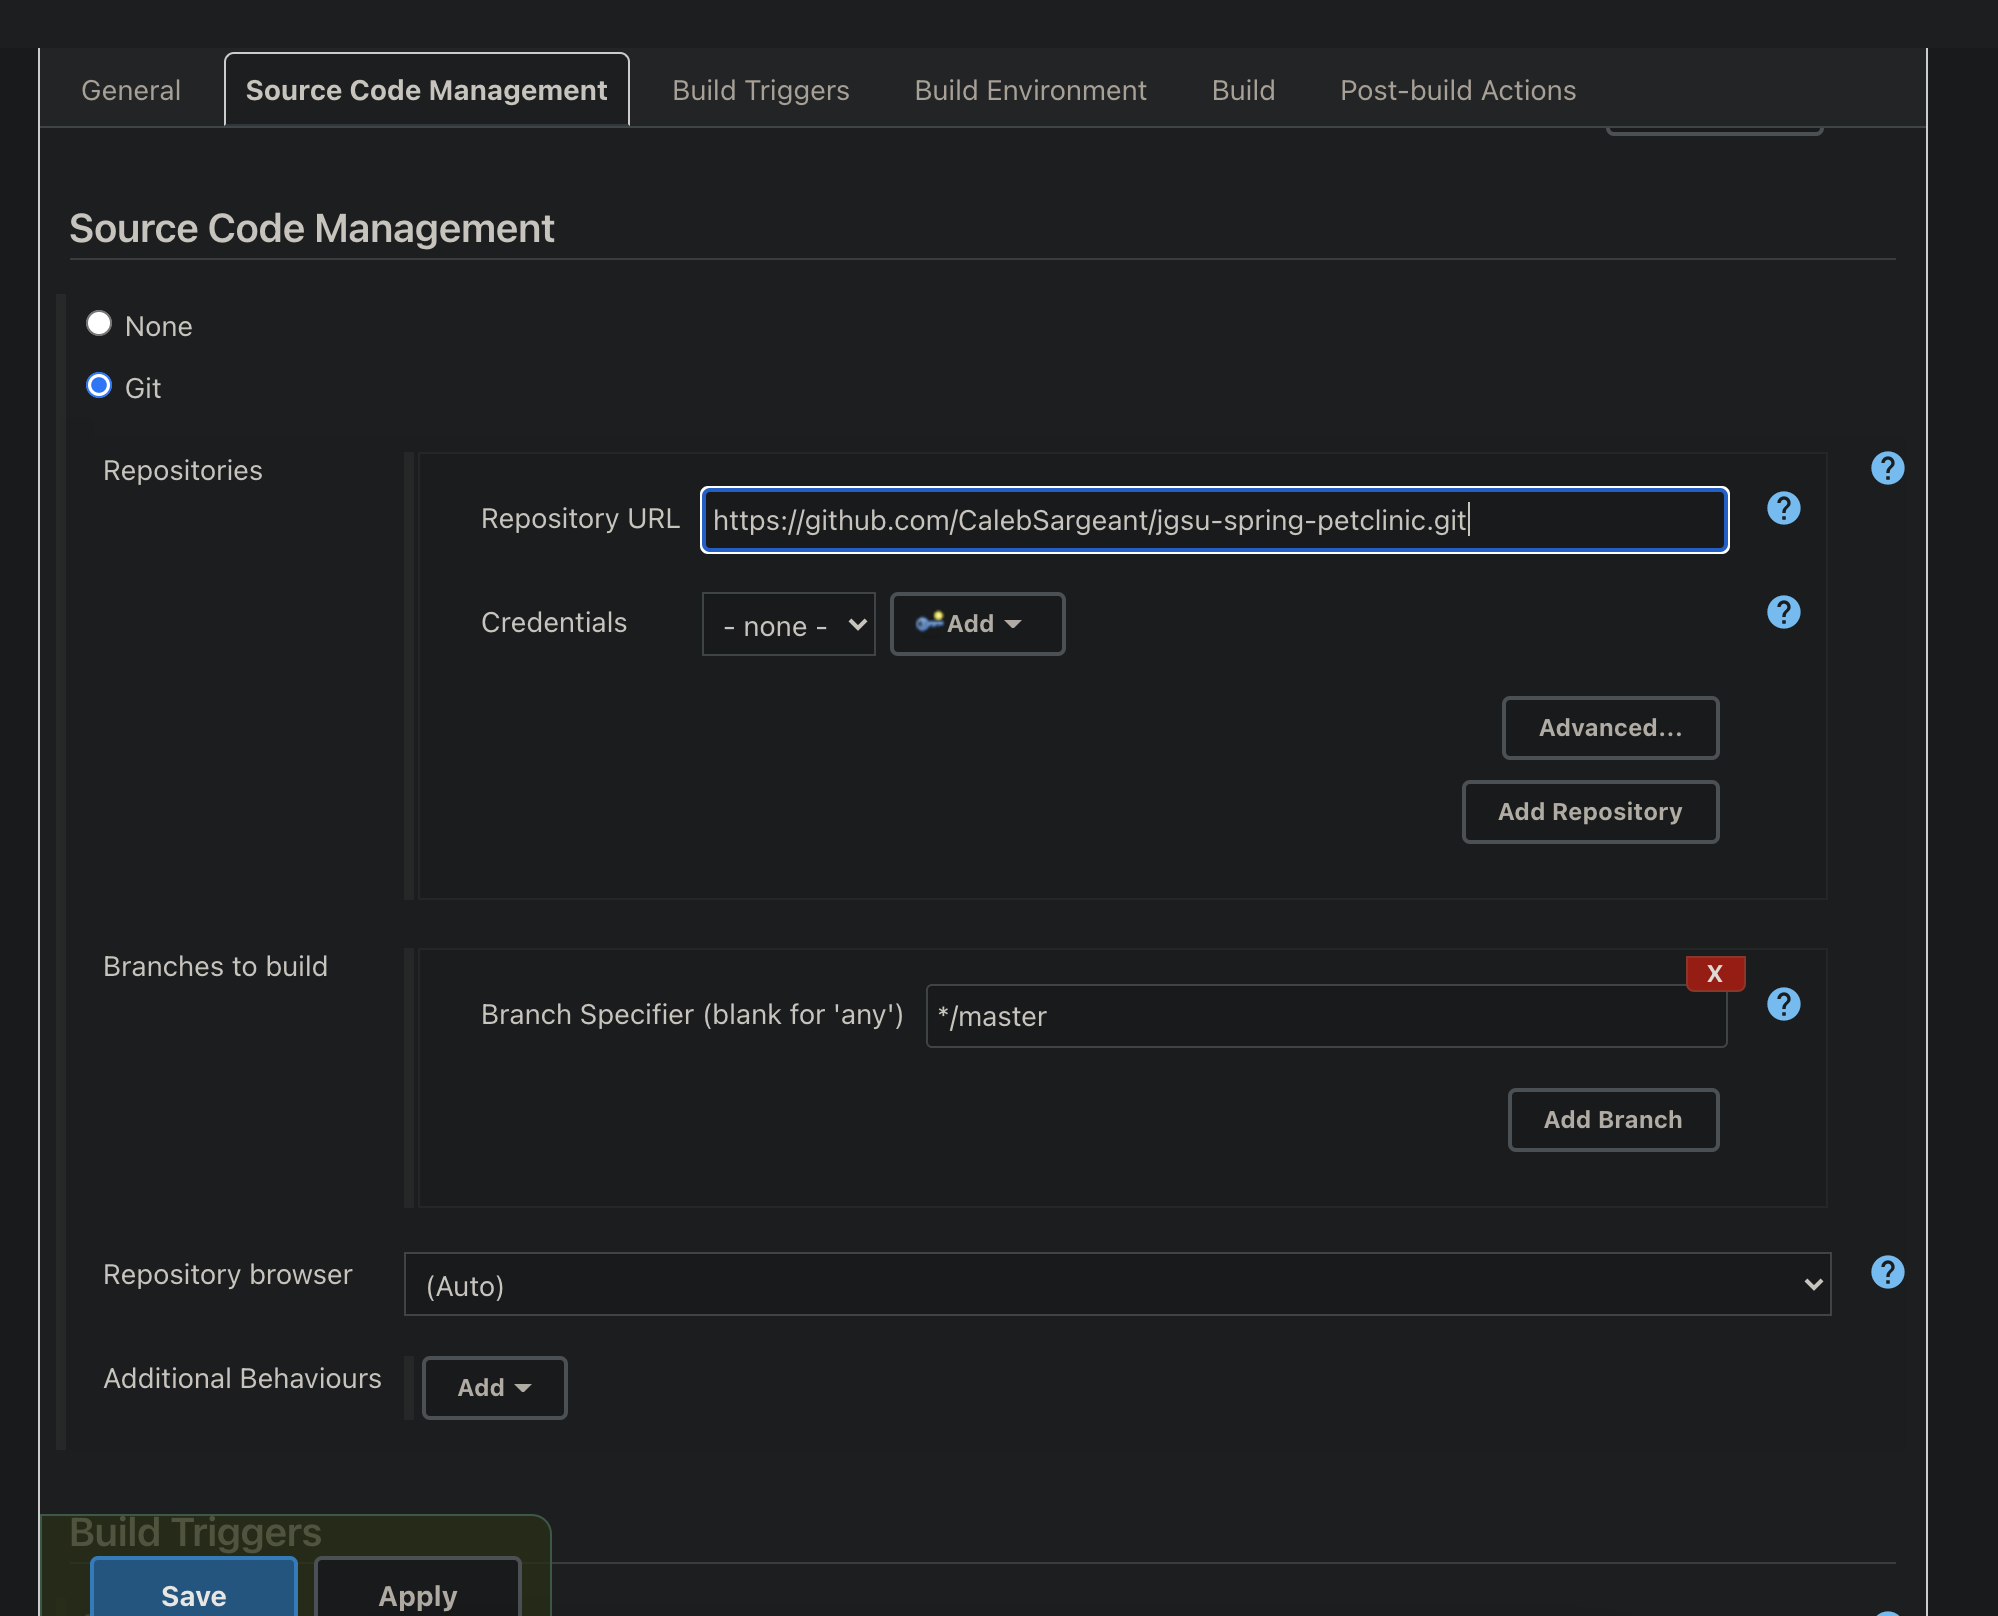 General Source Code Management Build Triggers Build Environment Build Post-build Actions
Source Code Management
None
Git
Repositories
?
Repository URL https://github.com/CalebSargeant/jgsu-spring-petclinic.git ?
Credentials - none - Add ?
Advanced...
Add Repository
Branches to build
X
Branch Specifier (blank for 'any') */master ?
Add Branch
Repository browser (Auto) ?
Additional Behaviours Add
Build Triggers
Save Apply